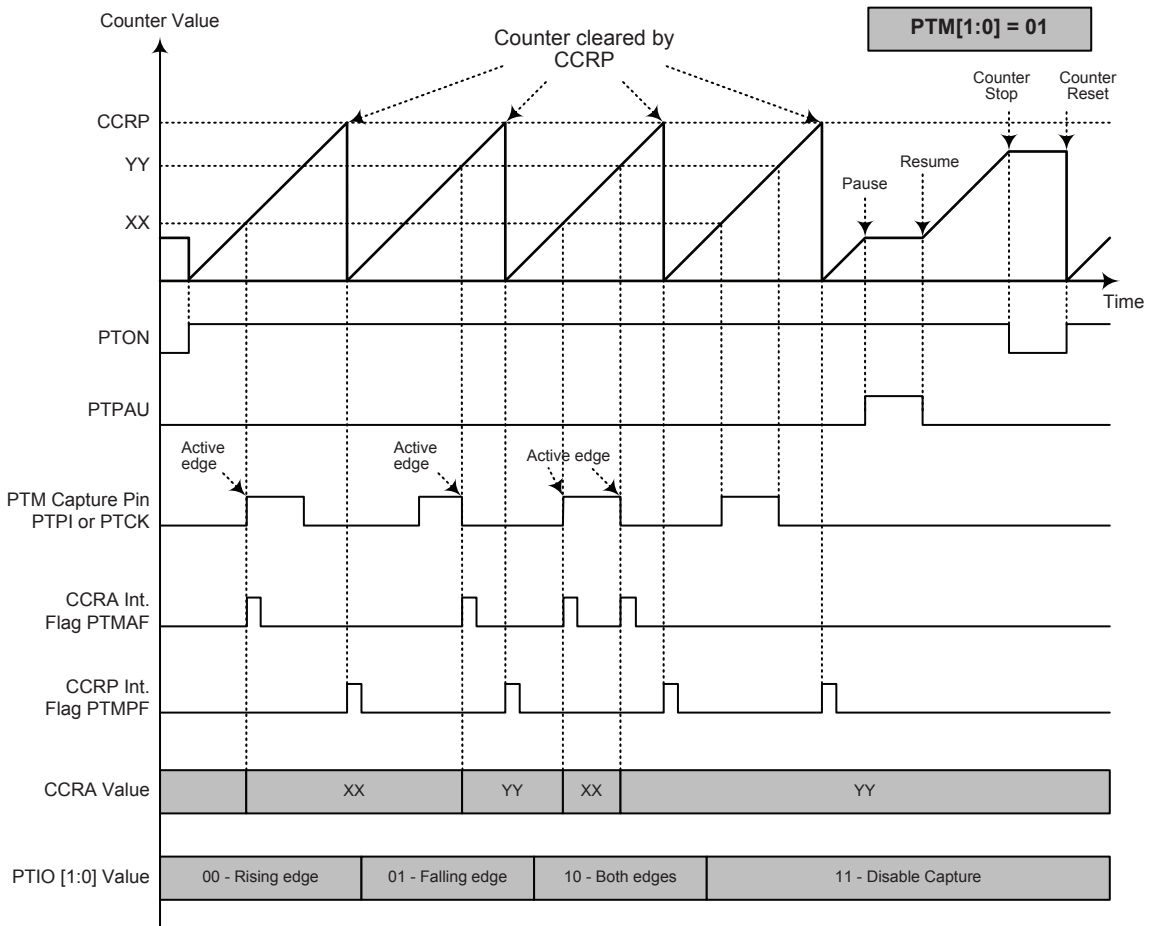 Counter Value
PTM[1:0] = 01
Counter cleared by
CCRP
Counter
Stop
Counter
Reset
CCRP
YY
XX
Pause
Resume
Time
PTON
PTPAU
Active
edge
Active
edge
Active edge
PTM Capture Pin
PTPI or PTCK
CCRA Int.
Flag PTMAF
CCRP Int.
Flag PTMPF
CCRA Value
XX
YY
XX
YY
PTIO [1:0] Value
00 - Rising edge
01 - Falling edge
10 - Both edges
11 - Disable Capture